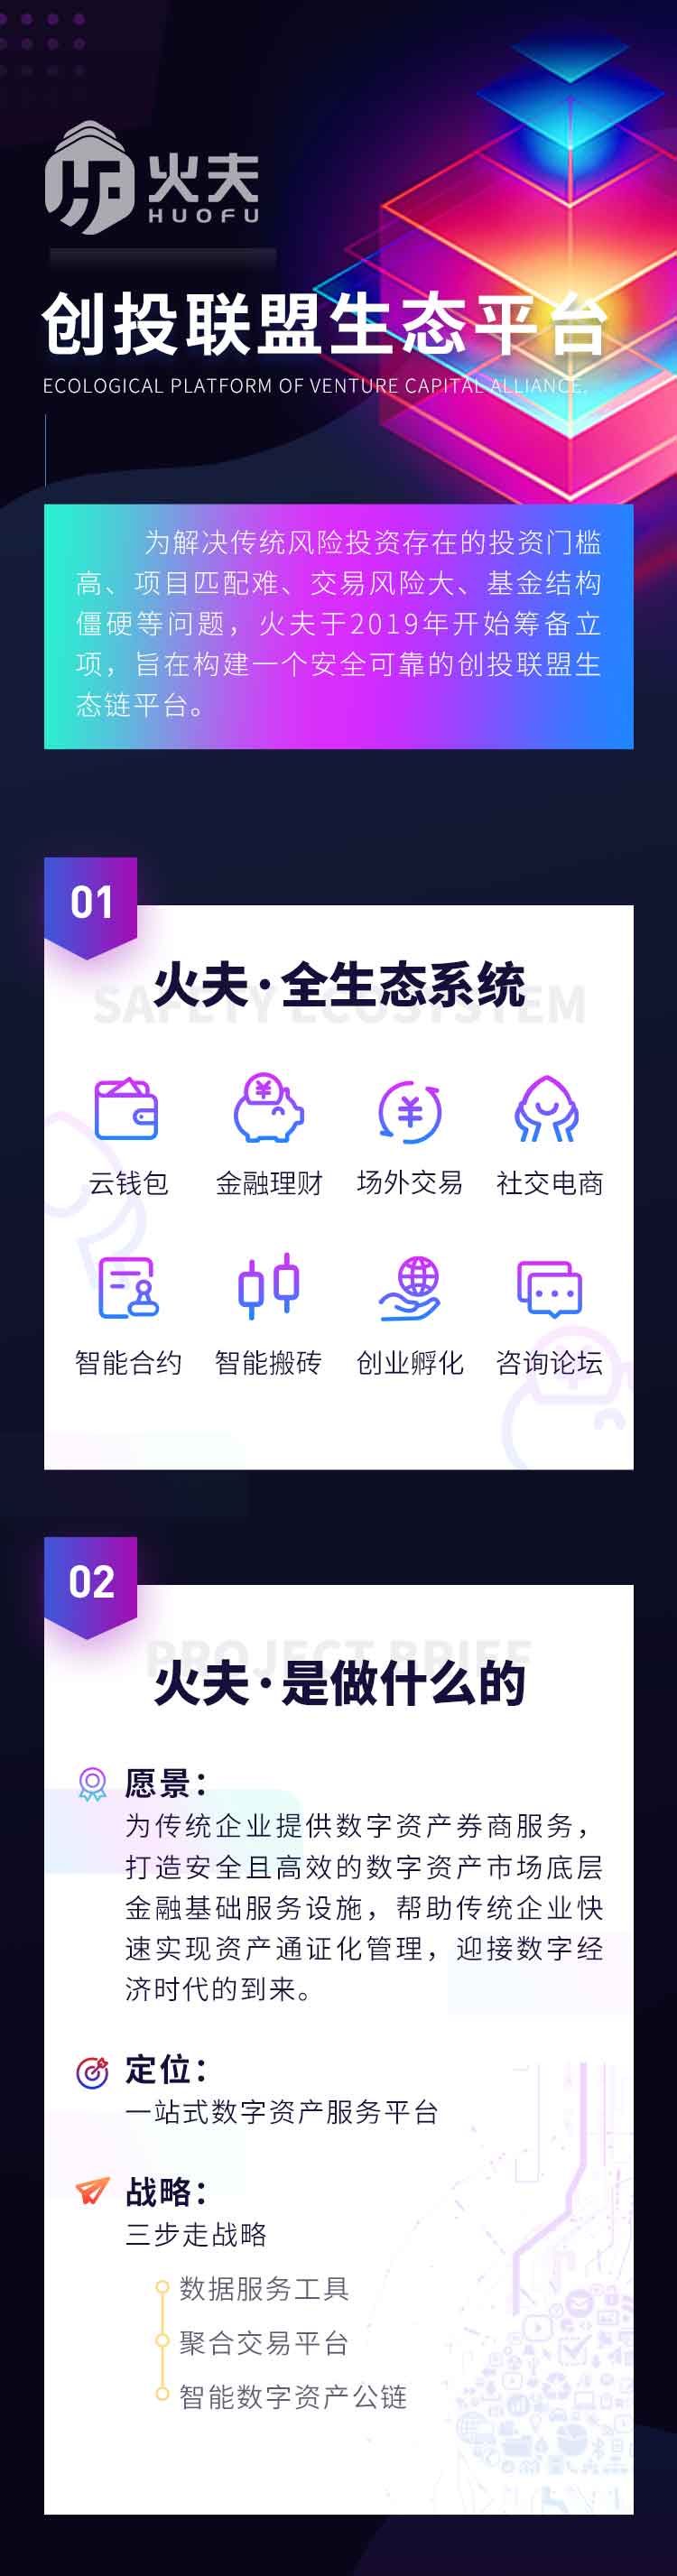 火夫
HUOFU
创投联盟生态平台
ECOLOGICAL PLATFORM OF VENTURE CAPITAL ALLIANCE.
为解决传统风险投资存在的投资门槛
高、项目匹配难、交易风险大、基金结构
僵硬等问题，火夫于2019年开始筹备立
项，旨在构建一个安全可靠的创投联盟生
态链平台。
01
火夫·全生态系统
SAFETY ECOSYSTEM
云钱包
金融理财
场外交易
社交电商
智能合约
智能搬砖
创业孵化
咨询论坛
02
PROJECT BRIEF
火夫·是做什么的
愿景：
为传统企业提供数字资产券商服务，
打造安全且高效的数字资产市场底层
金融基础服务设施，帮助传统企业快
速实现资产通证化管理，迎接数字经
济时代的到来。
定位：
一站式数字资产服务平台
战略：
三步走战略
数据服务工具
聚合交易平台
智能数字资产公链